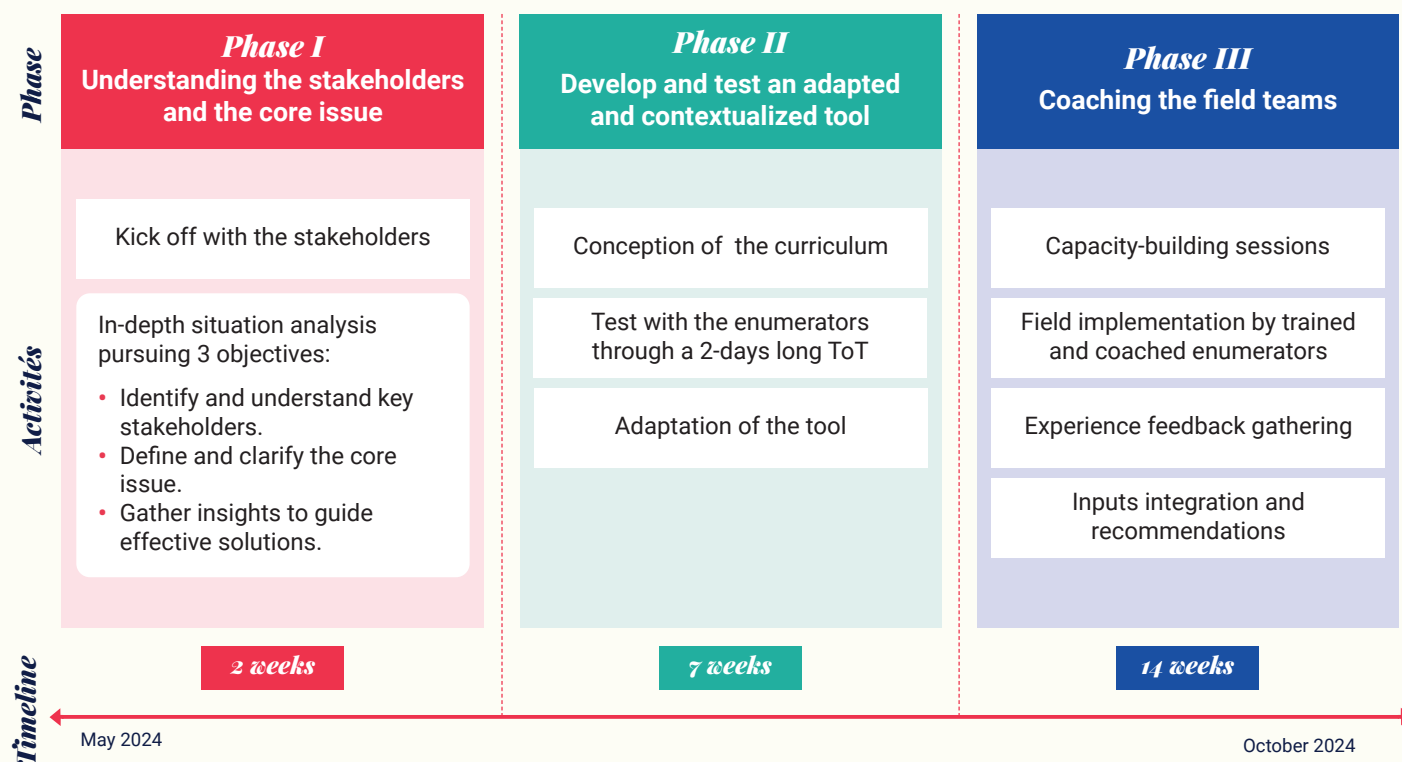 Phase
Phase I
Understanding the stakeholders
and the core issue
Phase II
Develop and test an adapted
and contextualized tool
Phase III
Coaching the field teams
Activités
Kick off with the stakeholders
In-depth situation analysis
pursuing 3 objectives:
• Identify and understand key
stakeholders.
• Define and clarify the core
issue.
• Gather insights to guide
effective solutions.
Conception of  the curriculum
Test with the enumerators
through a 2-days long ToT
Adaptation of the tool
Capacity-building sessions
Field implementation by trained
and coached enumerators
Experience feedback gathering
Inputs integration and
recommendations
Timeline
2 weeks
7 weeks
14 weeks
May 2024
October 2024